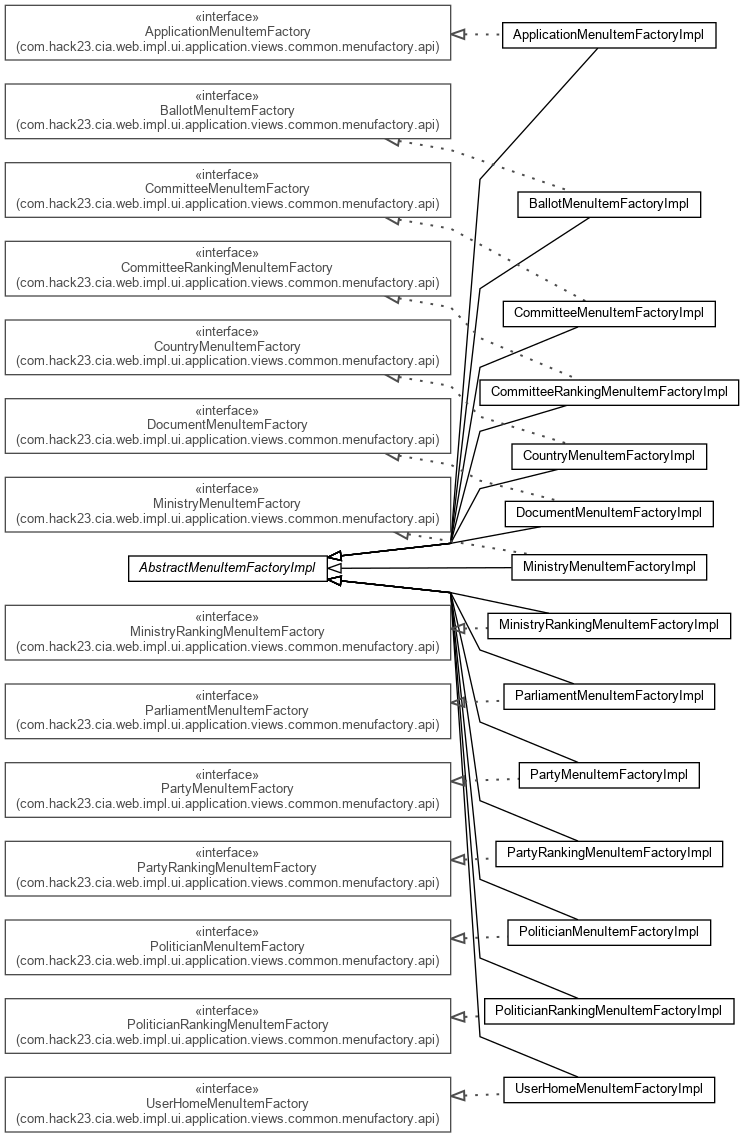 «interface»
ApplicationMenuItemFactory
(com.hack23.cia.web.impl.ui.application.views.common.menufactory.api)
ApplicationMenuItemFactoryImpl
«interface»
BallotMenuItemFactory
(com.hack23.cia.web.impl.ui.application.views.common.menufactory.api)
«interface»
CommitteeMenuItemFactory
(com.hack23.cia.web.impl.ui.application.views.common.menufactory.api)
BallotMenuItemFactoryImpl
«interface»
CommitteeRankingMenuItemFactory
(com.hack23.cia.web.impl.ui.application.views.common.menufactory.api)
CommitteeMenuItemFactoryImpl
«interface»
CountryMenuItemFactory
(com.hack23.cia.web.impl.ui.application.views.common.menufactory.api)
CommitteeRankingMenuItemFactoryImpl
«interface»
DocumentMenuItemFactory
(com.hack23.cia.web.impl.ui.application.views.common.menufactory.api)
CountryMenuItemFactoryImpl
«interface»
MinistryMenuItemFactory
(com.hack23.cia.web.impl.ui.application.views.common.menufactory.api)
DocumentMenuItemFactoryImpl
AbstractMenuItemFactoryImpl
MinistryMenuItemFactoryImpl
«interface»
MinistryRankingMenuItemFactory
(com.hack23.cia.web.impl.ui.application.views.common.menufactory.api)
MinistryRankingMenuItemFactoryImpl
«interface»
ParliamentMenuItemFactory
(com.hack23.cia.web.impl.ui.application.views.common.menufactory.api)
ParliamentMenuItemFactoryImpl
«interface»
PartyMenuItemFactory
(com.hack23.cia.web.impl.ui.application.views.common.menufactory.api)
PartyMenuItemFactoryImpl
«interface»
PartyRankingMenuItemFactory
(com.hack23.cia.web.impl.ui.application.views.common.menufactory.api)
PartyRankingMenuItemFactoryImpl
«interface»
PoliticianMenuItemFactory
(com.hack23.cia.web.impl.ui.application.views.common.menufactory.api)
PoliticianMenuItemFactoryImpl
«interface»
PoliticianRankingMenuItemFactory
(com.hack23.cia.web.impl.ui.application.views.common.menufactory.api)
PoliticianRankingMenuItemFactoryImpl
«interface»
UserHomeMenuItemFactory
(com.hack23.cia.web.impl.ui.application.views.common.menufactory.api)
UserHomeMenuItemFactoryImpl